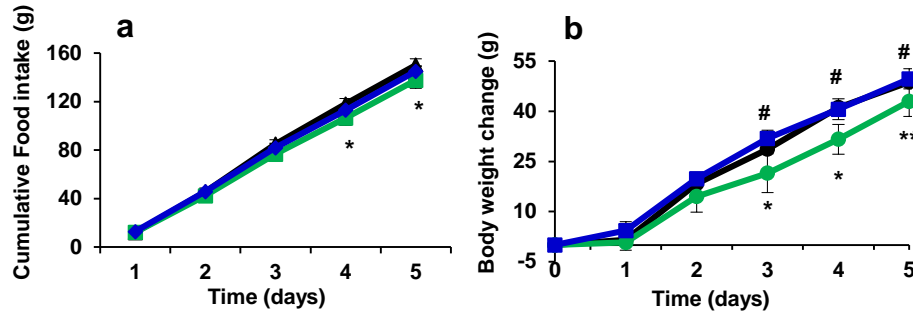 a
Cumulative Food intake (g)
160
120
80
40
0
*
*
1 2 3 4 5
Time (days)
b
Body weight change (g)
55
40
25
10
-5
#
#
#
*
*
**
0 1 2 3 4 5
Time (days)